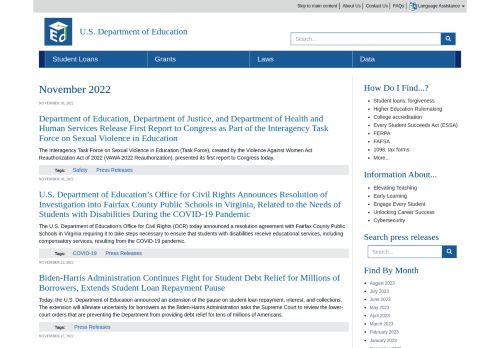 Skip to main content | About Us | Contact Us | FAQs | Language Assistance
U.S. Department of Education
Search...
Student Loans
Grants
Laws
Data
November 2022
NOVEMBER 30, 2022
Department of Education, Department of Justice, and Department of Health and
Human Services Release First Report to Congress as Part of the Interagency Task
Force on Sexual Violence in Education
The Interagency Task Force on Sexual Violence in Education (Task Force), created by the Violence Against Women Act
Reauthorization Act of 2022 (VAWA 2022 Reauthorization), presented its first report to Congress today.
Tags: Safety Press Releases
NOVEMBER 30, 2022
U.S. Department of Education's Office for Civil Rights Announces Resolution of
Investigation into Fairfax County Public Schools in Virginia, Related to the Needs of
Students with Disabilities During the COVID-19 Pandemic
The U.S. Department of Education's Office for Civil Rights (OCR) today announced a resolution agreement with Fairfax County Public
Schools in Virginia requiring it to take steps necessary to ensure that students with disabilities receive educational services, including
compensatory services, resulting from the COVID-19 pandemic.
Tags: COVID-19 Press Releases
NOVEMBER 22, 2022
Biden-Harris Administration Continues Fight for Student Debt Relief for Millions of
Borrowers, Extends Student Loan Repayment Pause
Today, the U.S. Department of Education announced an extension of the pause on student loan repayment, interest, and collections.
The extension will alleviate uncertainty for borrowers as the Biden-Harris Administration asks the Supreme Court to review the lower-
court orders that are preventing the Department from providing debt relief for tens of millions of Americans.
Tags: Press Releases
NOVEMBER 17, 2022
How Do I Find...?
Student loans, forgiveness
Higher Education Rulemaking
College accreditation
Every Student Succeeds Act (ESSA)
FERPA
FAFSA
1098, tax forms
More...
Information About...
Elevating Teaching
Early Learning
Engage Every Student
Unlocking Career Success
Cybersecurity
Search press releases
Search...
Find By Month
August 2023
July 2023
June 2023
May 2023
April 2023
March 2023
February 2023
January 2023